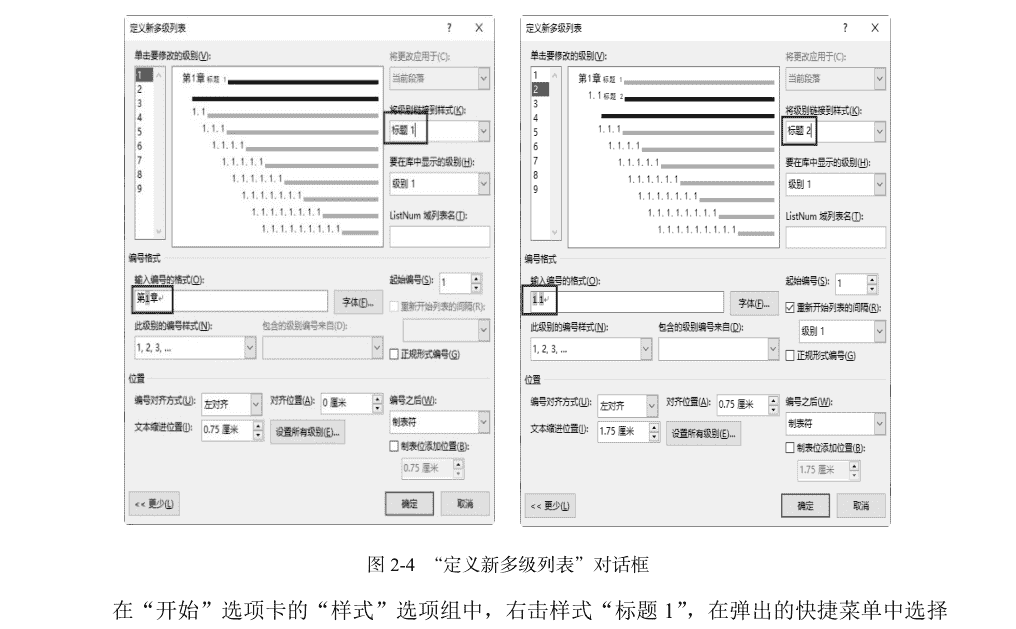 定义新多级列表 ? X
单击要修改的级别(V):
1
2
3
4
5
6
7
8
9
第1章 标题 1
1.1
1.1.1
1.1.1.1
1.1.1.1.1
1.1.1.1.1.1
1.1.1.1.1.1.1
1.1.1.1.1.1.1.1
1.1.1.1.1.1.1.1.1
将更改应用于(C):
当前段落
将级别链接到样式(K):
标题 1
要在库中显示的级别(H):
级别 1
ListNum 域列表名(T):
编号格式
输入编号的格式(O):
第1章
字体(F)...
起始编号(S): 1
重新开始列表的间隔(R):
此级别的编号样式(N):
1, 2, 3, ...
包含的级别编号来自(D):
正规形式编号(G)
位置
编号对齐方式(U): 左对齐
对齐位置(A): 0 厘米
文本缩进位置(I): 0.75 厘米
设置所有级别(E)...
编号之后(W):
制表符
制表位添加位置(B):
0.75 厘米
<< 更少(L)
确定
取消
定义新多级列表 ? X
单击要修改的级别(V):
1
2
3
4
5
6
7
8
9
第1章 标题 1
1.1 标题 2
1.1.1
1.1.1.1
1.1.1.1.1
1.1.1.1.1.1
1.1.1.1.1.1.1
1.1.1.1.1.1.1.1
1.1.1.1.1.1.1.1.1
将更改应用于(C):
当前段落
将级别链接到样式(K):
标题 2
要在库中显示的级别(H):
级别 1
ListNum 域列表名(T):
编号格式
输入编号的格式(O):
1.1
字体(F)...
起始编号(S): 1
重新开始列表的间隔(R):
级别 1
此级别的编号样式(N):
1, 2, 3, ...
包含的级别编号来自(D):
正规形式编号(G)
位置
编号对齐方式(U): 左对齐
对齐位置(A): 0.75 厘米
文本缩进位置(I): 1.75 厘米
设置所有级别(E)...
编号之后(W):
制表符
制表位添加位置(B):
1.75 厘米
<< 更少(L)
确定
取消
图 2-4 “定义新多级列表”对话框
在“开始”选项卡的“样式”选项组中，右击样式“标题 1”，在弹出的快捷菜单中选择